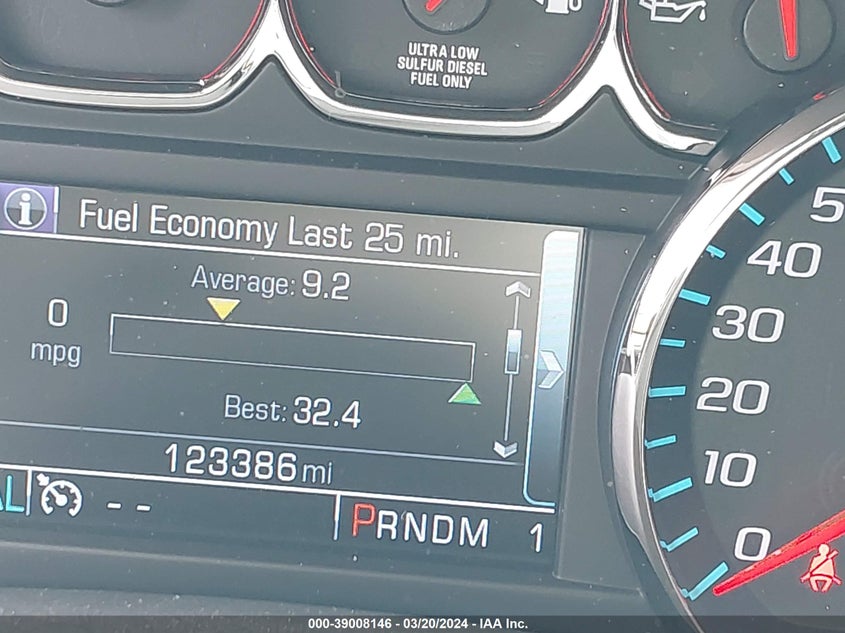 ULTRA LOW
SULFUR DIESEL
FUEL ONLY
i Fuel Economy Last 25 mi.
Average: 9.2
0
mpg
Best: 32.4
123386 mi
-- PRNDM 1
40
30
20
10
0
000-39008146 - 03/20/2024 - IAA Inc.